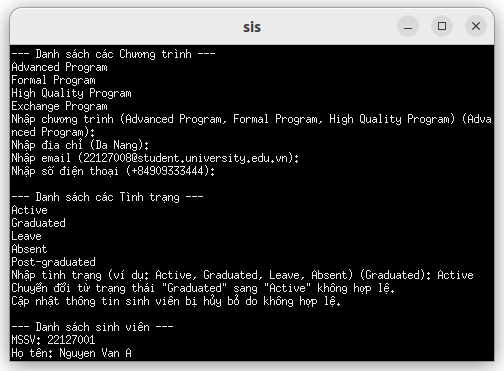 sis
--- Danh sách các Chương trình ---
Advanced Program
Formal Program
High Quality Program
Exchange Program
Nhập chương trình (Advanced Program, Formal Program, High Quality Program) (Adva
nced Program):
Nhập địa chỉ (Da Nang):
Nhập email (22127008@student.university.edu.vn):
Nhập số điện thoại (+84909333444):
--- Danh sách các Tình trạng ---
Active
Graduated
Leave
Absent
Post-graduated
Nhập tình trạng (ví dụ: Active, Graduated, Leave, Absent) (Graduated): Active
Chuyển đổi từ trạng thái "Graduated" sang "Active" không hợp lệ.
Cập nhật thông tin sinh viên bị hủy bỏ do không hợp lệ.
--- Danh sách sinh viên ---
MSSV: 22127001
Họ tên: Nguyen Van A